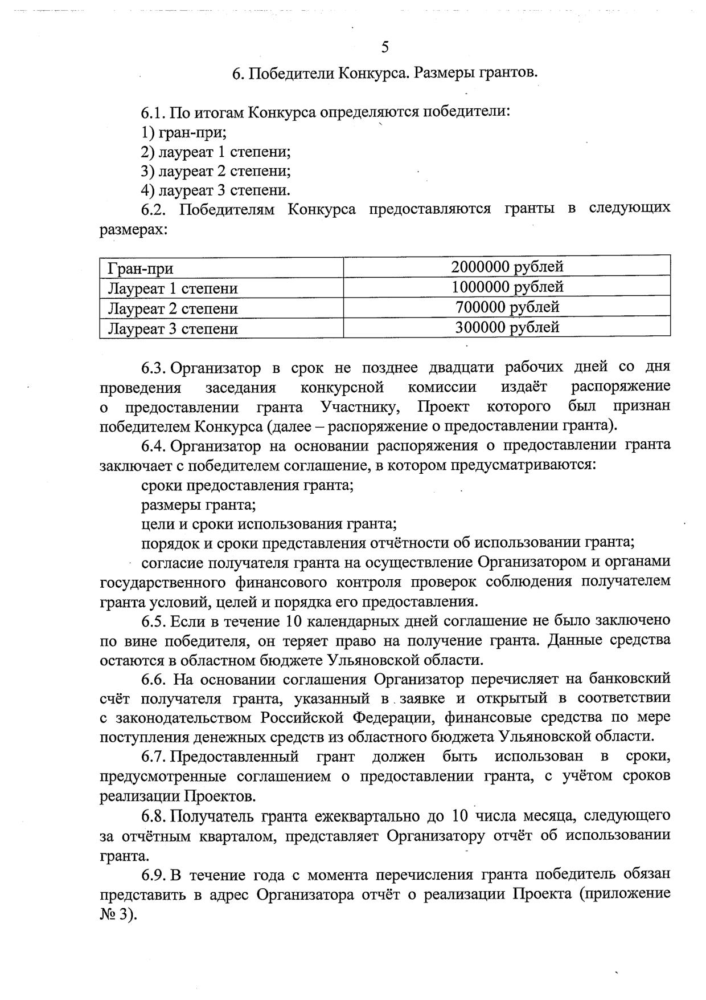 5
6. Победители Конкурса. Размеры грантов.
6.1. По итогам Конкурса определяются победители:
1) гран-при;
2) лауреат 1 степени;
3) лауреат 2 степени;
4) лауреат 3 степени.
6.2. Победителям Конкурса предоставляются гранты в следующих
размерах:
Гран-при 2000000 рублей
Лауреат 1 степени 1000000 рублей
Лауреат 2 степени 700000 рублей
Лауреат 3 степени 300000 рублей
6.3. Организатор в срок не позднее двадцати рабочих дней со дня
проведения заседания конкурсной комиссии издаёт распоряжение
о предоставлении гранта Участнику, Проект которого был признан
победителем Конкурса (далее – распоряжение о предоставлении гранта).
6.4. Организатор на основании распоряжения о предоставлении гранта
заключает с победителем соглашение, в котором предусматриваются:
сроки предоставления гранта;
размеры гранта;
цели и сроки использования гранта;
порядок и сроки представления отчётности об использовании гранта;
согласие получателя гранта на осуществление Организатором и органами
государственного финансового контроля проверок соблюдения получателем
гранта условий, целей и порядка его предоставления.
6.5. Если в течение 10 календарных дней соглашение не было заключено
по вине победителя, он теряет право на получение гранта. Данные средства
остаются в областном бюджете Ульяновской области.
6.6. На основании соглашения Организатор перечисляет на банковский
счёт получателя гранта, указанный в заявке и открытый в соответствии
с законодательством Российской Федерации, финансовые средства по мере
поступления денежных средств из областного бюджета Ульяновской области.
6.7. Предоставленный грант должен быть использован в сроки,
предусмотренные соглашением о предоставлении гранта, с учётом сроков
реализации Проектов.
6.8. Получатель гранта ежеквартально до 10 числа месяца, следующего
за отчётным кварталом, представляет Организатору отчёт об использовании
гранта.
6.9. В течение года с момента перечисления гранта победитель обязан
представить в адрес Организатора отчёт о реализации Проекта (приложение
№ 3).